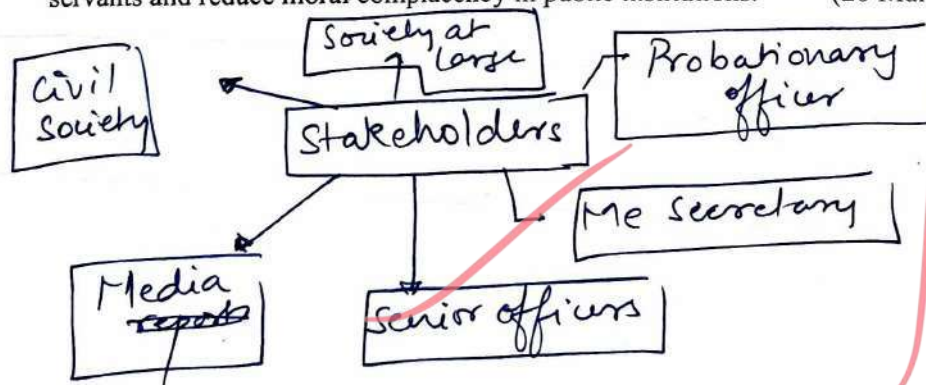 servants and reduce moral complacency in public institutions.
Society at
large
Civil
Society
Probationary
officer
Stakeholders
Me Secretary
Media
Senior officers